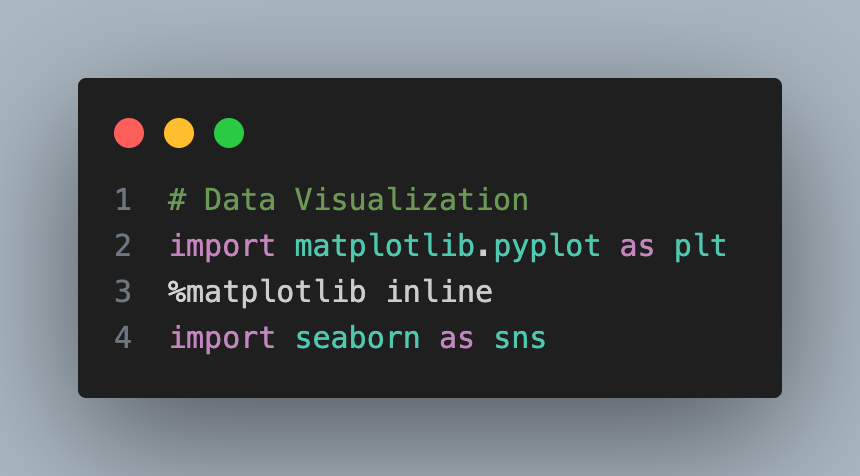 1 # Data Visualization
2 import matplotlib.pyplot as plt
3 %matplotlib inline
4 import seaborn as sns